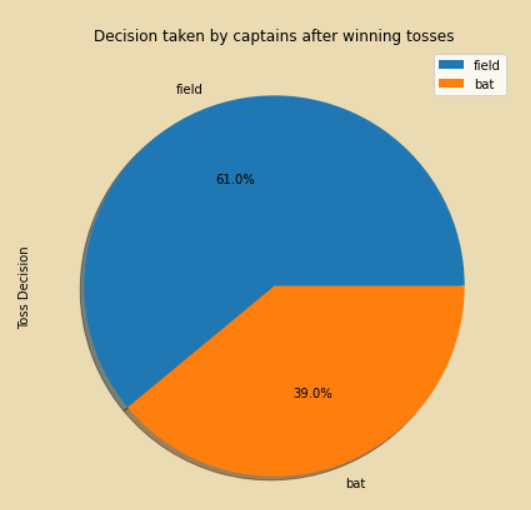 Decision taken by captains after winning tosses
field
bat
field
61.0%
Toss Decision
39.0%
bat